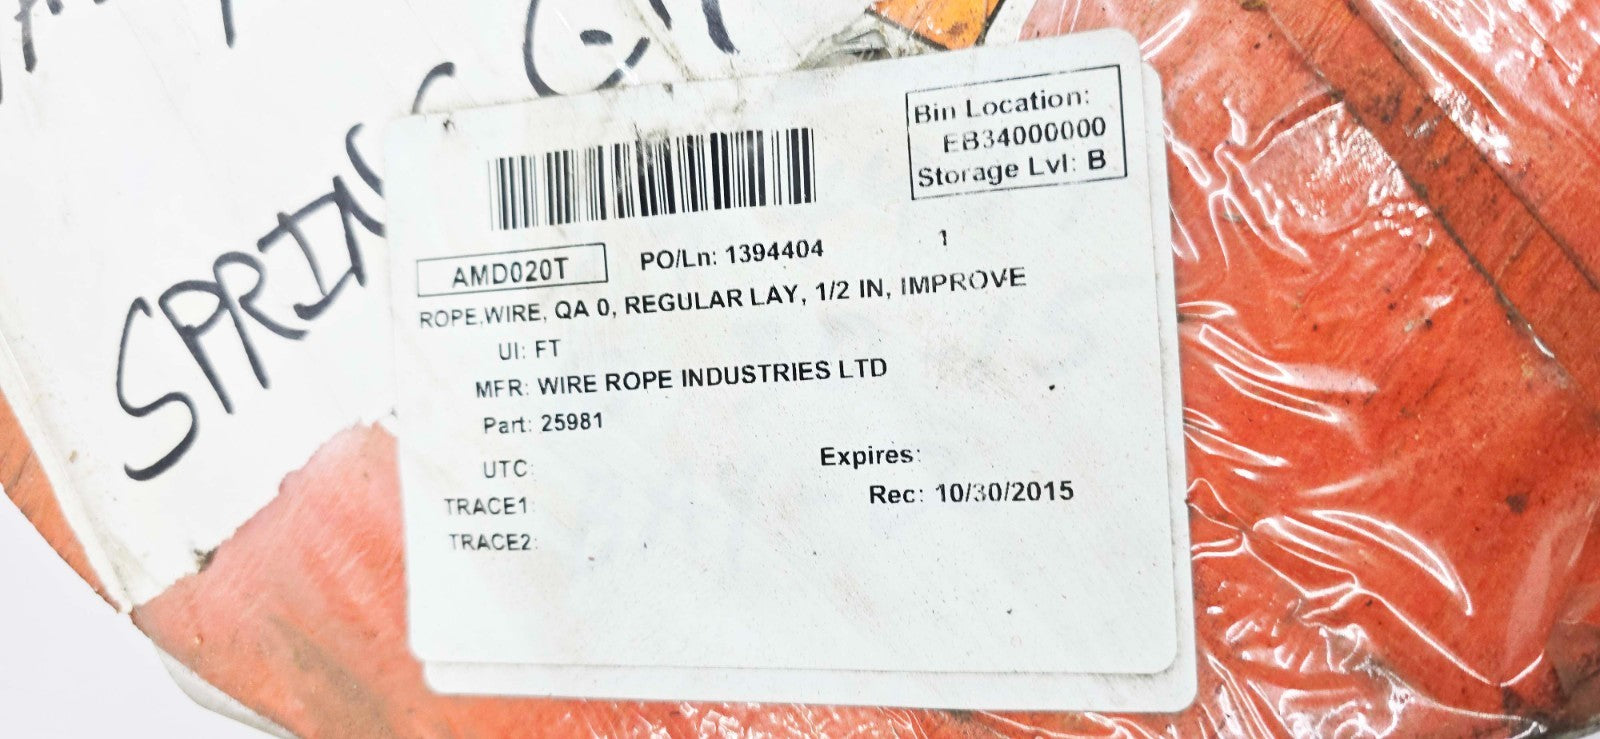 SPRING
Bin Location:
EB34000000
Storage Lvl: B
AMD020T PO/Ln: 1394404 1
ROPE,WIRE, QA 0, REGULAR LAY, 1/2 IN, IMPROVE
UI: FT
MFR: WIRE ROPE INDUSTRIES LTD
Part: 25981
UTC:
Expires:
TRACE1:
Rec: 10/30/2015
TRACE2: